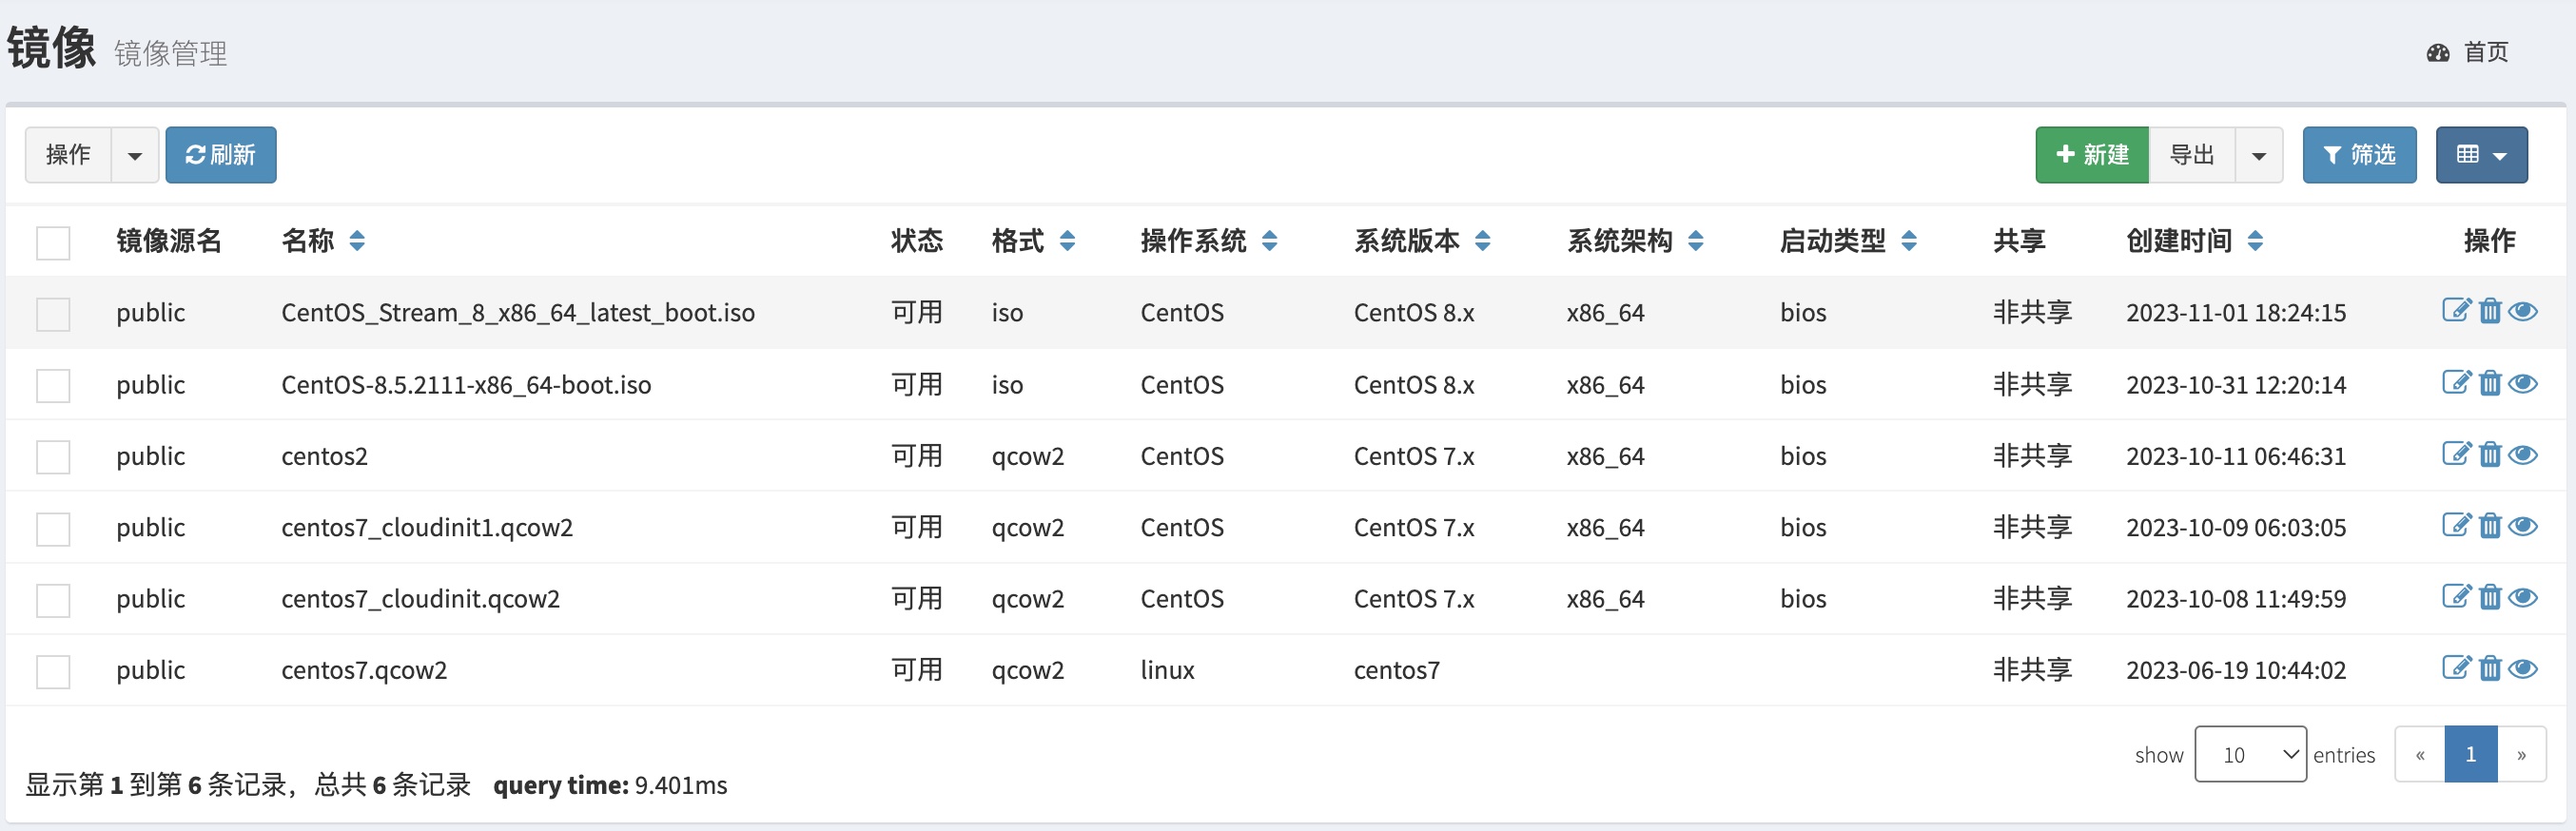 镜像 镜像管理 首页
操作 刷新 新建 导出 筛选
镜像源名 名称 状态 格式 操作系统 系统版本 系统架构 启动类型 共享 创建时间 操作
public CentOS_Stream_8_x86_64_latest_boot.iso 可用 iso CentOS CentOS 8.x x86_64 bios 非共享 2023-11-01 18:24:15
public CentOS-8.5.2111-x86_64-boot.iso 可用 iso CentOS CentOS 8.x x86_64 bios 非共享 2023-10-31 12:20:14
public centos2 可用 qcow2 CentOS CentOS 7.x x86_64 bios 非共享 2023-10-11 06:46:31
public centos7_cloudinit1.qcow2 可用 qcow2 CentOS CentOS 7.x x86_64 bios 非共享 2023-10-09 06:03:05
public centos7_cloudinit.qcow2 可用 qcow2 CentOS CentOS 7.x x86_64 bios 非共享 2023-10-08 11:49:59
public centos7.qcow2 可用 qcow2 linux centos7 非共享 2023-06-19 10:44:02
show 10 entries « 1 »
显示第 1 到第 6 条记录，总共 6 条记录 query time: 9.401ms